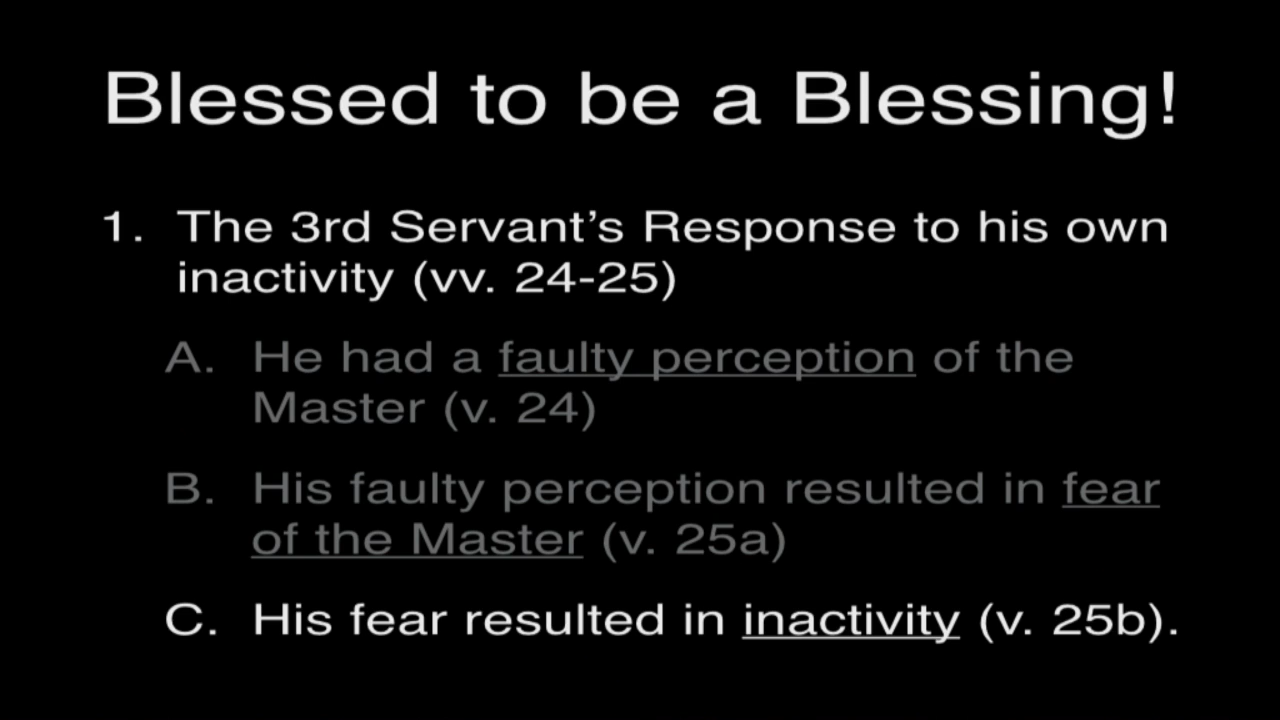 Blessed to be a Blessing!
1. The 3rd Servant’s Response to his own
inactivity (vv. 24-25)
A. He had a faulty perception of the
Master (v. 24)
B. His faulty perception resulted in fear
of the Master (v. 25a)
C. His fear resulted in inactivity (v. 25b).